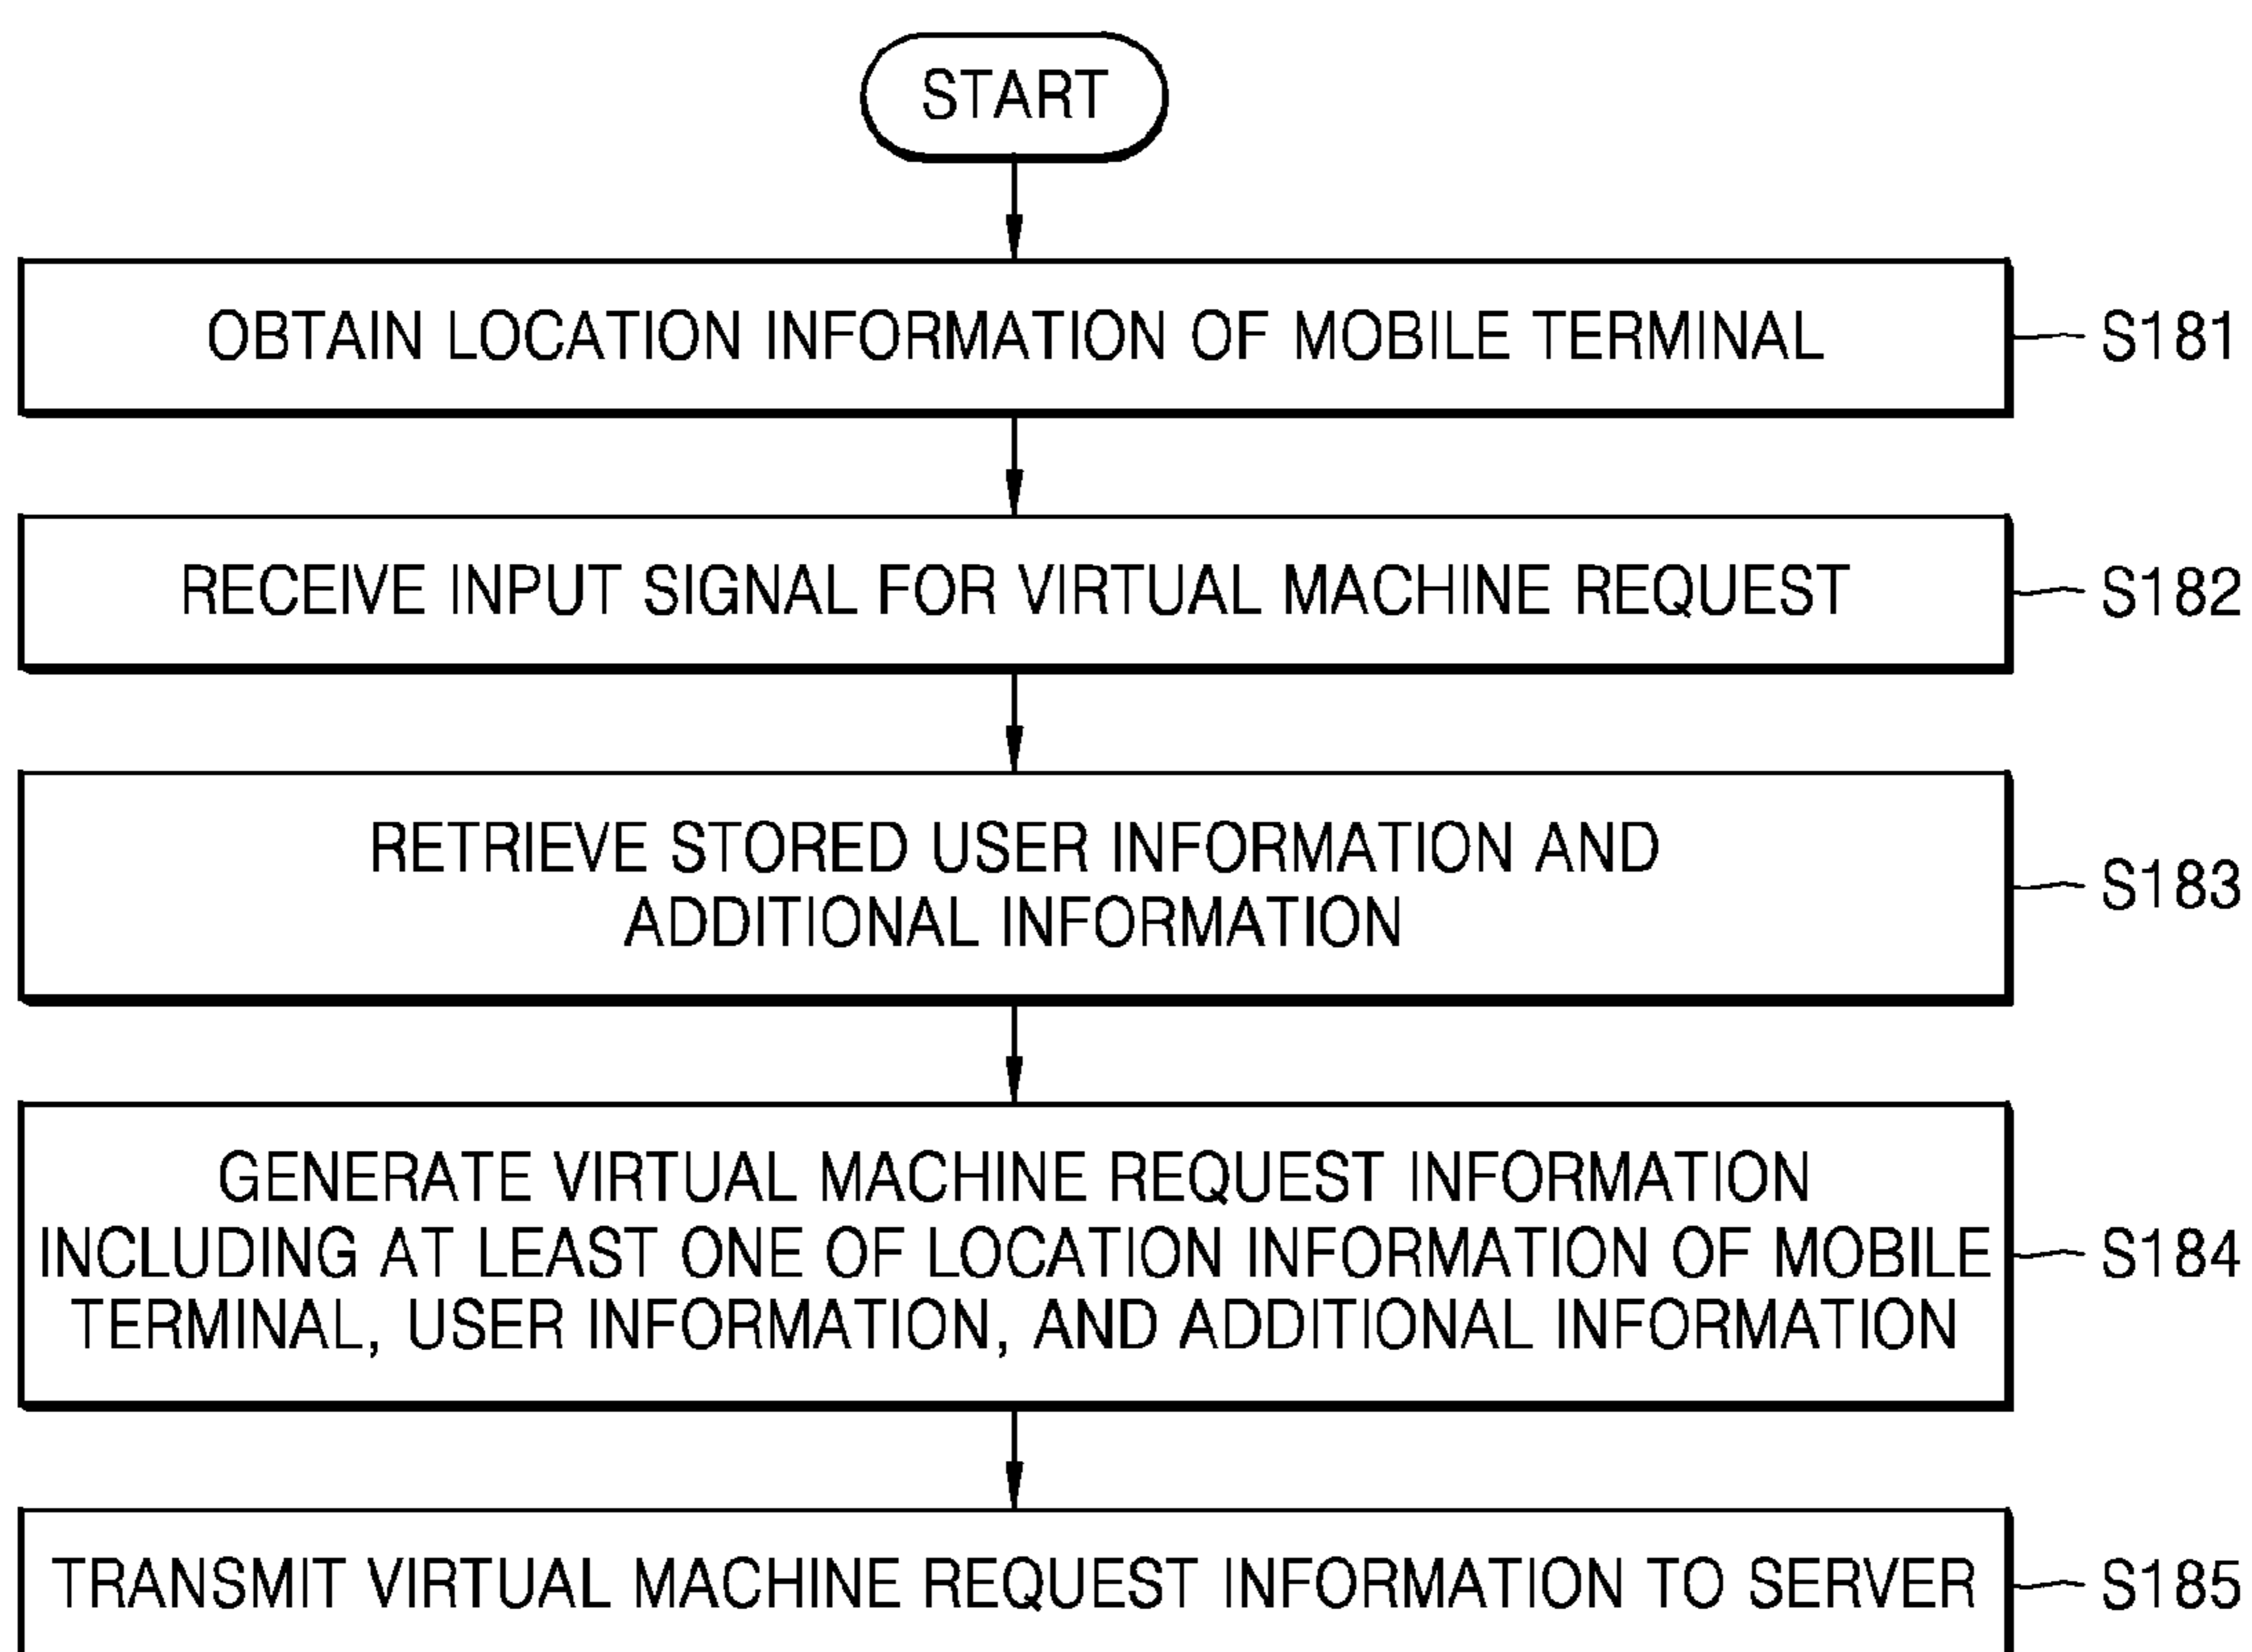 START
OBTAIN LOCATION INFORMATION OF MOBILE TERMINAL
S181
RECEIVE INPUT SIGNAL FOR VIRTUAL MACHINE REQUEST
S182
RETRIEVE STORED USER INFORMATION AND
ADDITIONAL INFORMATION
S183
GENERATE VIRTUAL MACHINE REQUEST INFORMATION
INCLUDING AT LEAST ONE OF LOCATION INFORMATION OF MOBILE
TERMINAL, USER INFORMATION, AND ADDITIONAL INFORMATION
S184
TRANSMIT VIRTUAL MACHINE REQUEST INFORMATION TO SERVER
S185